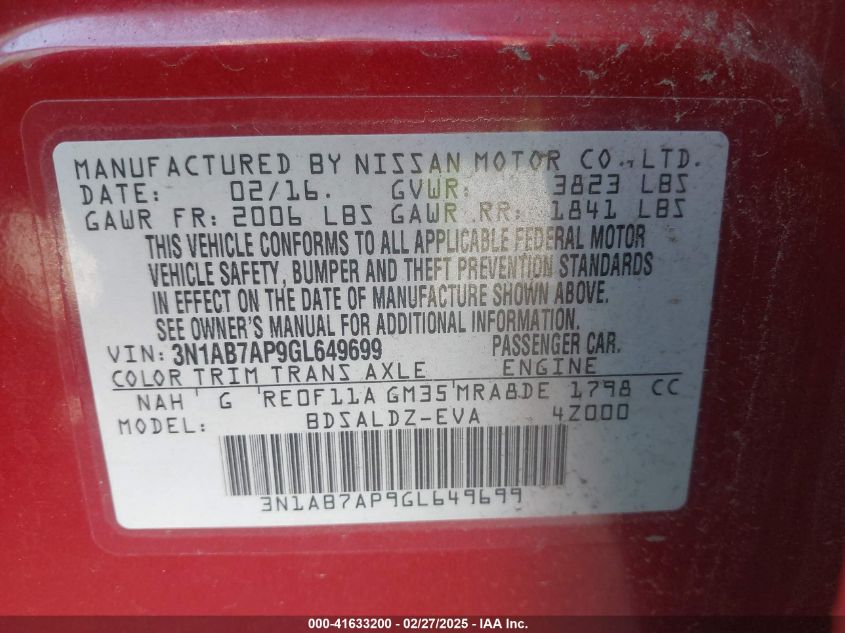 MANUFACTURED BY NISSAN MOTOR CO.,LTD.
DATE: 02/16. GVWR: 3823 LBS
GAWR FR: 2006 LBS GAWR RR: 1841 LBS
THIS VEHICLE CONFORMS TO ALL APPLICABLE FEDERAL MOTOR
VEHICLE SAFETY, BUMPER AND THEFT PREVENTION STANDARDS
IN EFFECT ON THE DATE OF MANUFACTURE SHOWN ABOVE.
SEE OWNER'S MANUAL FOR ADDITIONAL INFORMATION.
VIN: 3N1AB7AP9GL649699 PASSENGER CAR.
COLOR TRIM TRANS AXLE ENGINE
NAH G RE0F11A GM35 MRA8DE 1798 CC
MODEL: BDSALDZ-EVA 4Z000
3N1AB7AP9GL649699
000-41633200 - 02/27/2025 - IAA Inc.